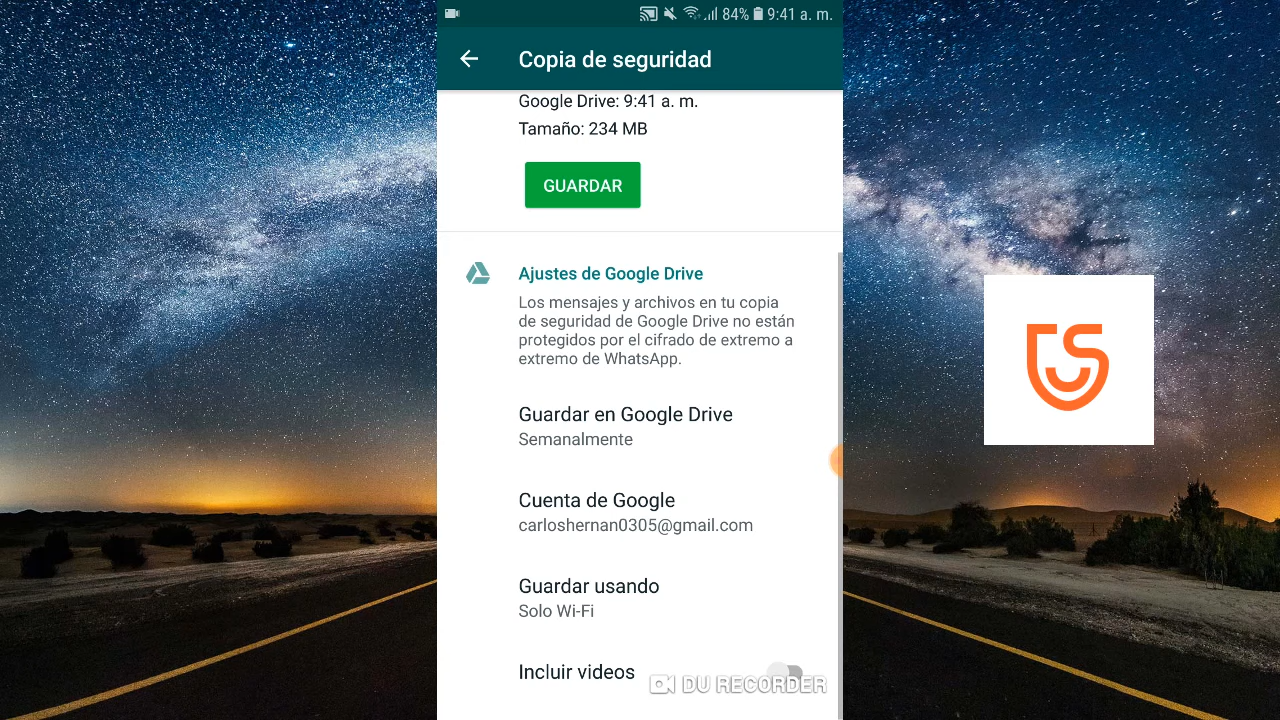 84% 9:41 a. m.
Copia de seguridad
Google Drive: 9:41 a. m.
Tamaño: 234 MB
GUARDAR
Ajustes de Google Drive
Los mensajes y archivos en tu copia
de seguridad de Google Drive no están
protegidos por el cifrado de extremo a
extremo de WhatsApp.
Guardar en Google Drive
Semanalmente
Cuenta de Google
carloshernan0305@gmail.com
Guardar usando
Solo Wi-Fi
Incluir videos
DU RECORDER